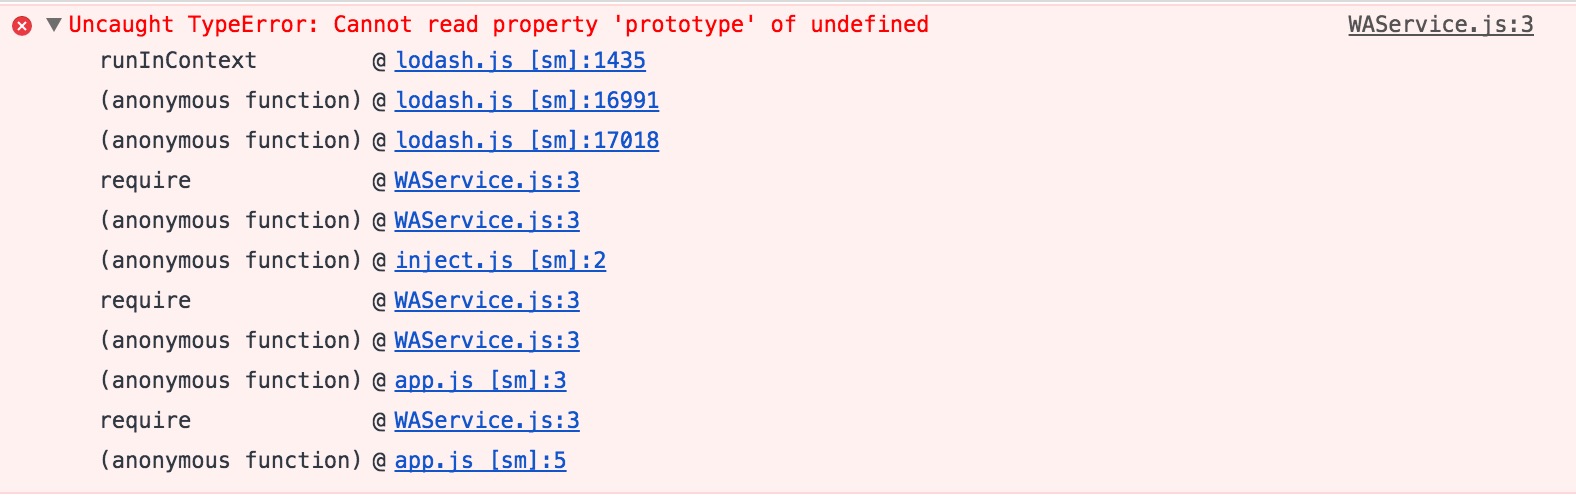 Uncaught TypeError: Cannot read property 'prototype' of undefined WAService.js:3
runInContext @ lodash.js [sm]:1435
(anonymous function) @ lodash.js [sm]:16991
(anonymous function) @ lodash.js [sm]:17018
require @ WAService.js:3
(anonymous function) @ WAService.js:3
(anonymous function) @ inject.js [sm]:2
require @ WAService.js:3
(anonymous function) @ WAService.js:3
(anonymous function) @ app.js [sm]:3
require @ WAService.js:3
(anonymous function) @ app.js [sm]:5